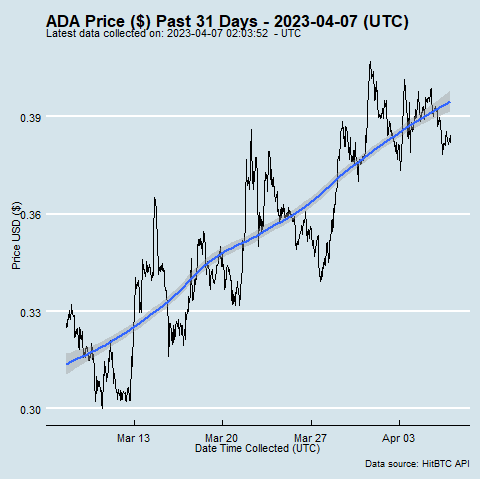 ADA Price ($) Past 31 Days - 2023-04-07 (UTC)
Latest data collected on: 2023-04-07 02:03:52 - UTC
0.39
0.36
0.33
0.30
Price USD ($)
Mar 13 Mar 20 Mar 27 Apr 03
Date Time Collected (UTC)
Data source: HitBTC API